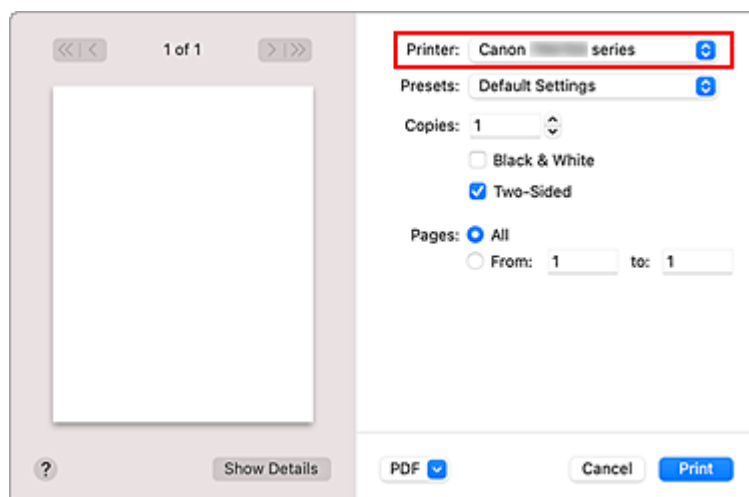 1 of 1
Printer: Canon series
Presets: Default Settings
Copies: 1
Black & White
Two-Sided
Pages: All
From: 1 to: 1
? Show Details PDF Cancel Print